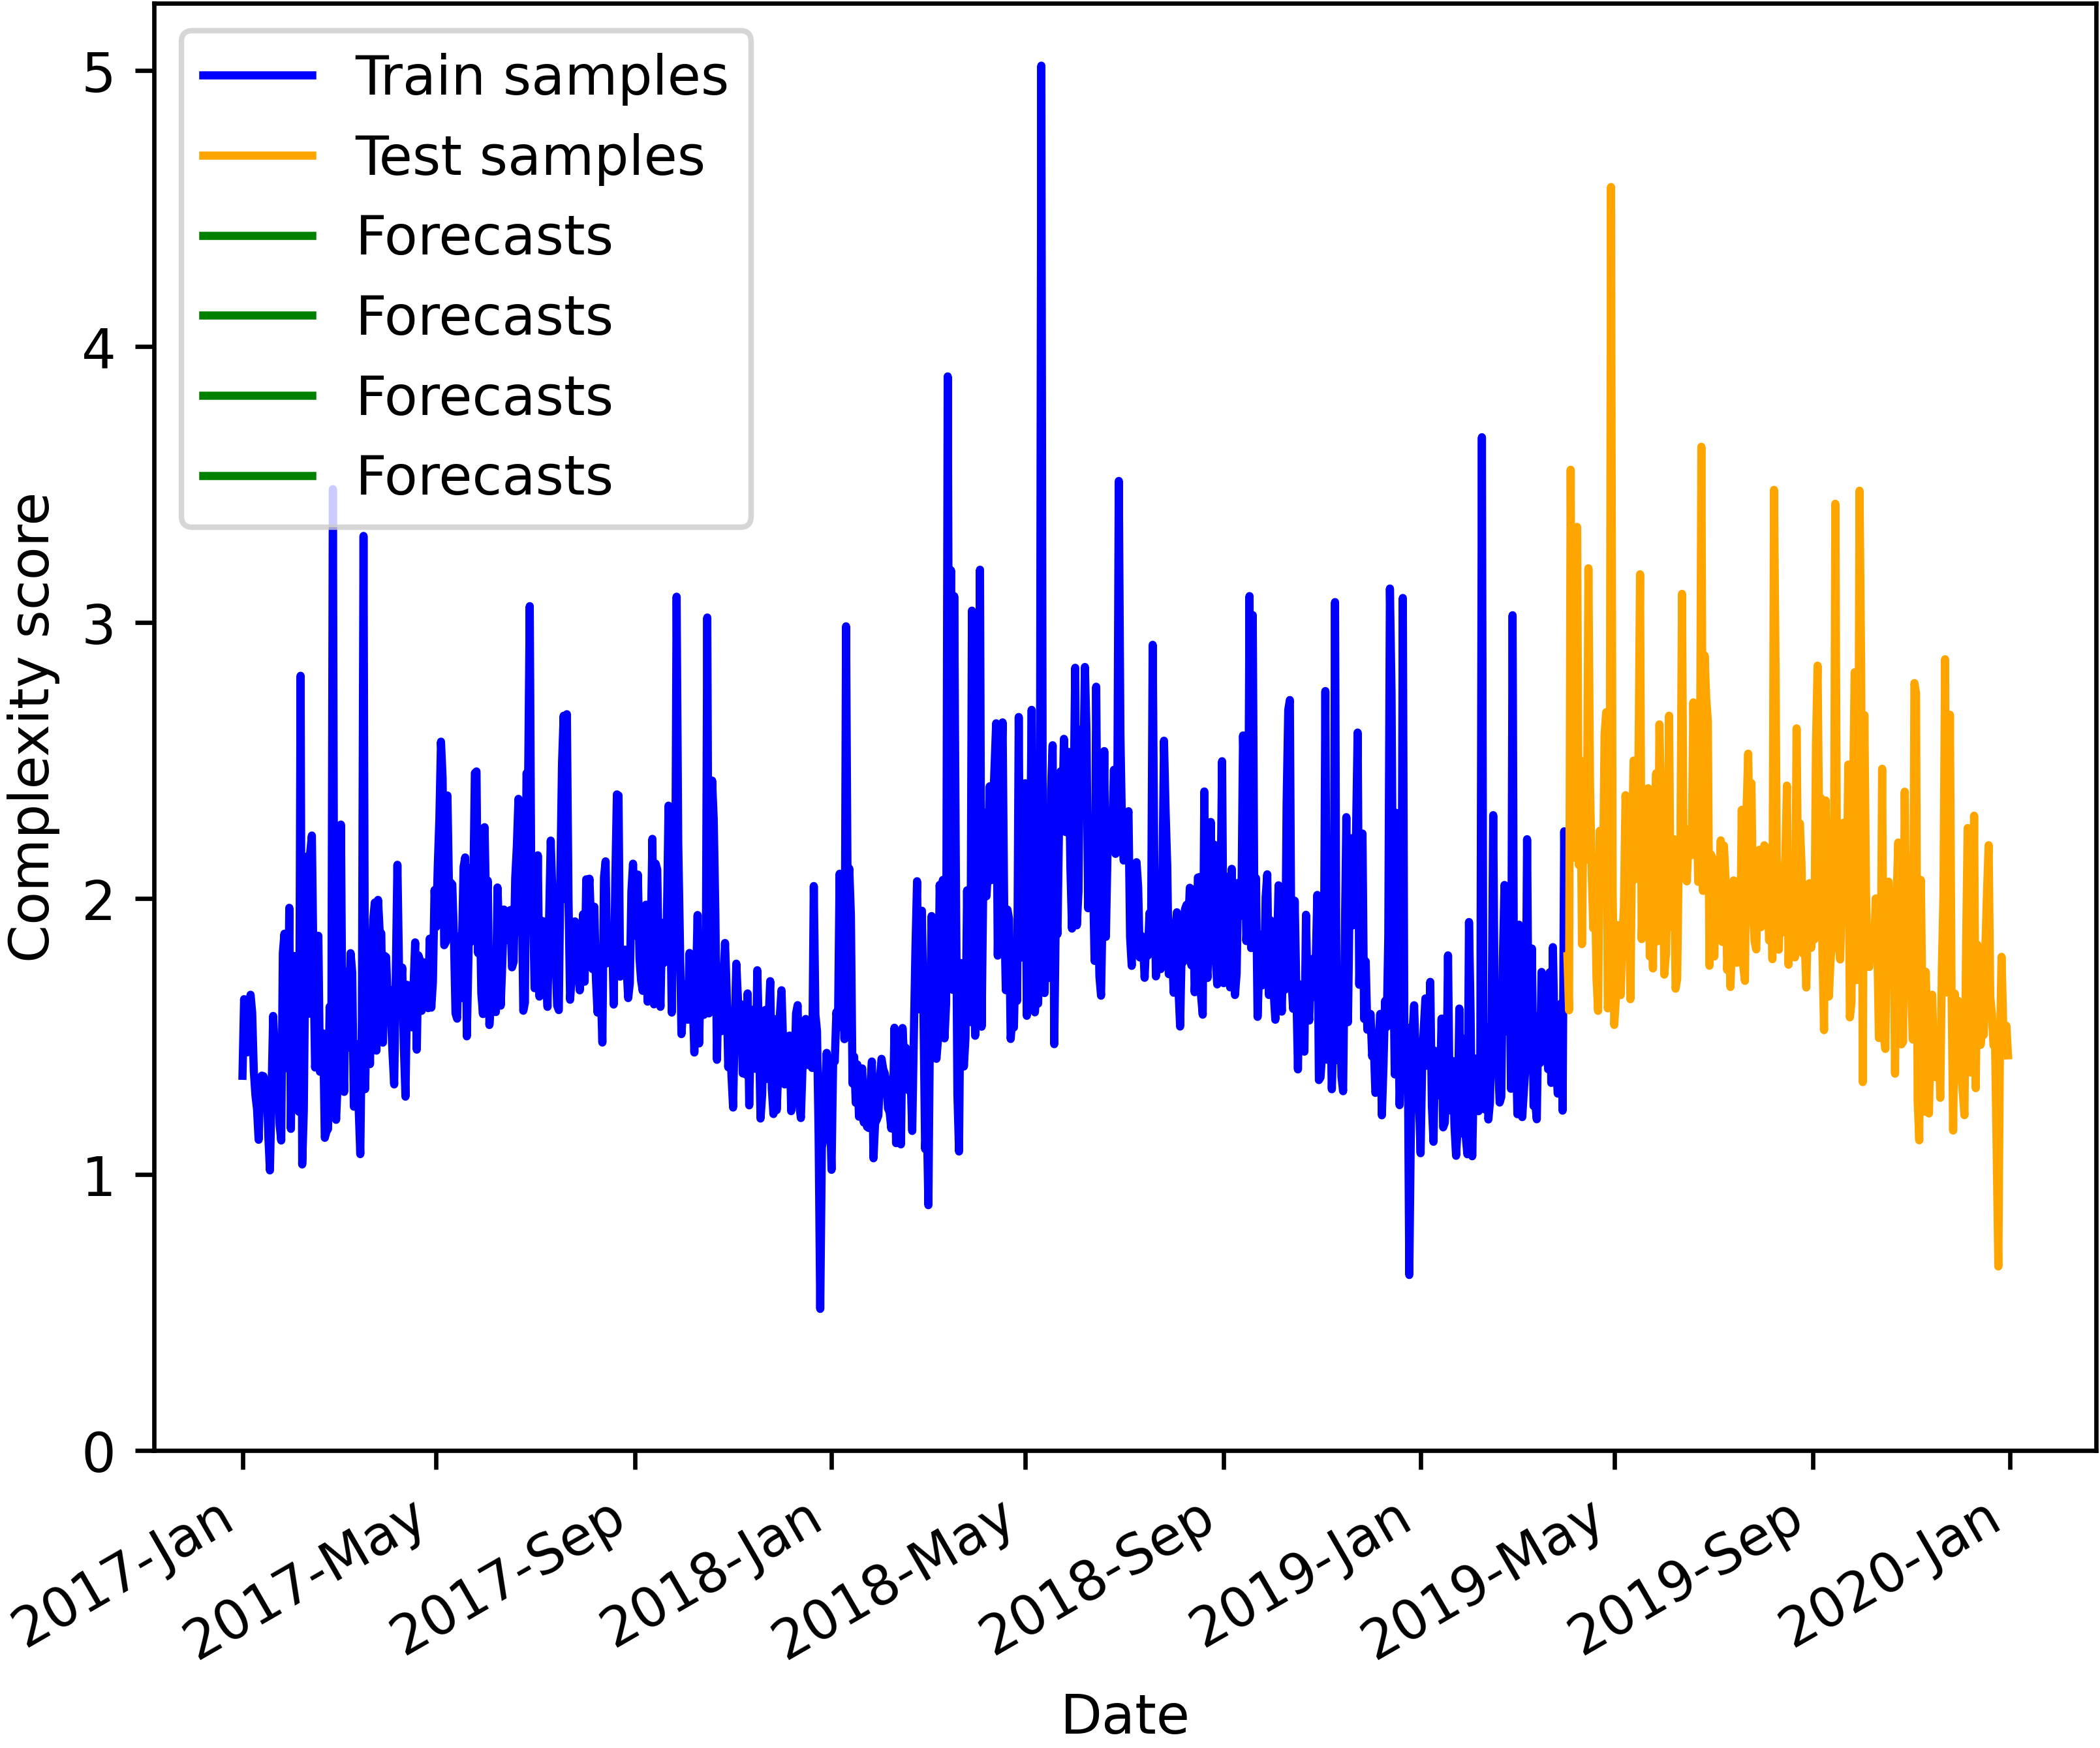 Train samples
Test samples
Forecasts
Forecasts
Forecasts
Forecasts
Complexity score
5
4
3
2
1
0
2017-Jan
2017-May
2017-Sep
2018-Jan
2018-May
2018-Sep
2019-Jan
2019-May
2019-Sep
2020-Jan
Date